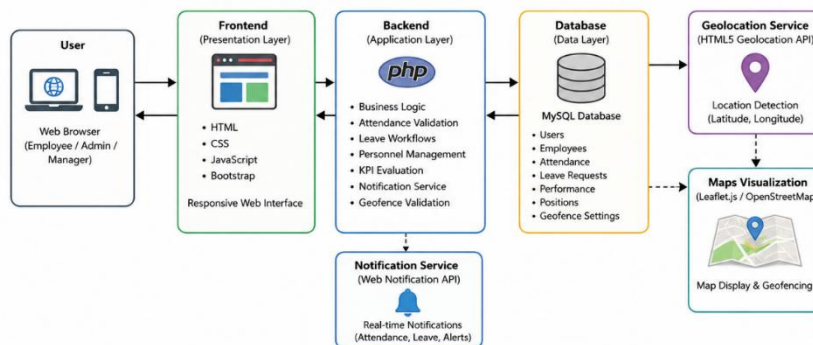 User
Web Browser
(Employee / Admin /
Manager)
Frontend
(Presentation Layer)
• HTML
• CSS
• JavaScript
• Bootstrap
Responsive Web Interface
Backend
(Application Layer)
php
• Business Logic
• Attendance Validation
• Leave Workflows
• Personnel Management
• KPI Evaluation
• Notification Service
• Geofence Validation
Database
(Data Layer)
MySQL Database
• Users
• Employees
• Attendance
• Leave Requests
• Performance
• Positions
• Geofence Settings
Geolocation Service
(HTML5 Geolocation API)
Location Detection
(Latitude, Longitude)
Maps Visualization
(Leaflet.js / OpenStreetMap
Map Display & Geofencing
Notification Service
(Web Notification API)
Real-time Notifications
(Attendance, Leave, Alerts)